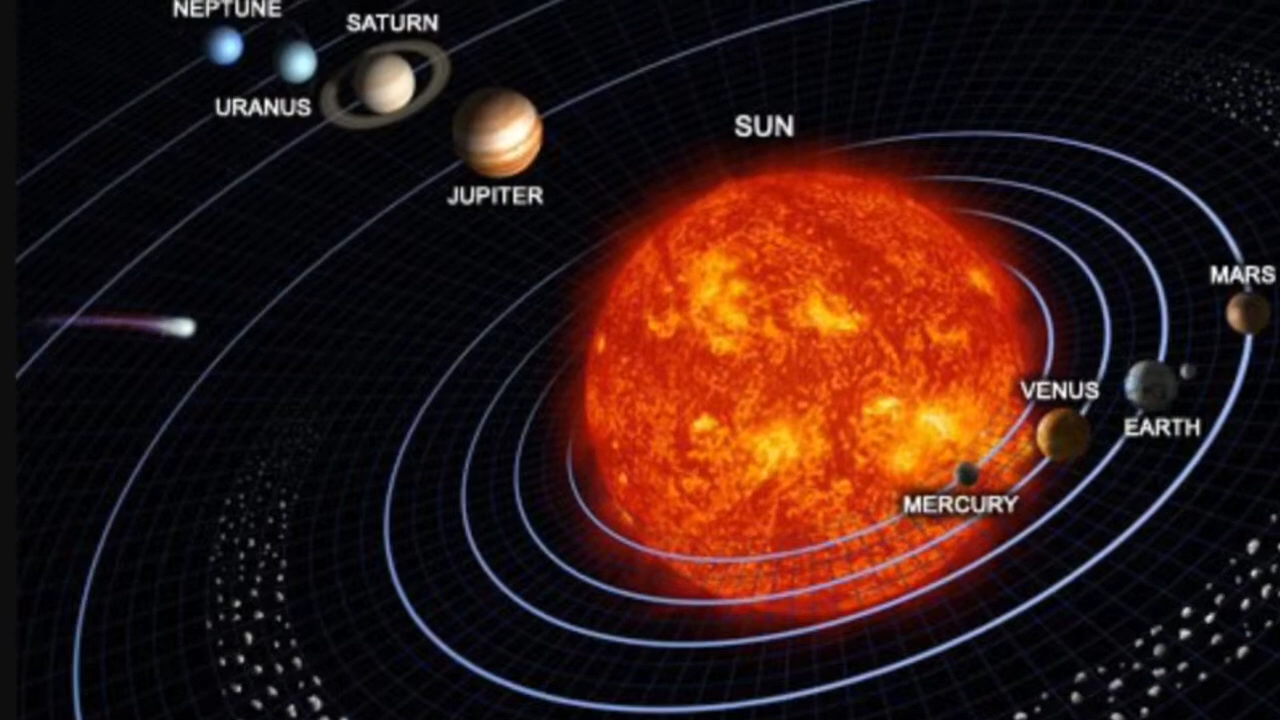 NEPTUNE
SATURN
URANUS
SUN
JUPITER
MARS
VENUS
EARTH
MERCURY